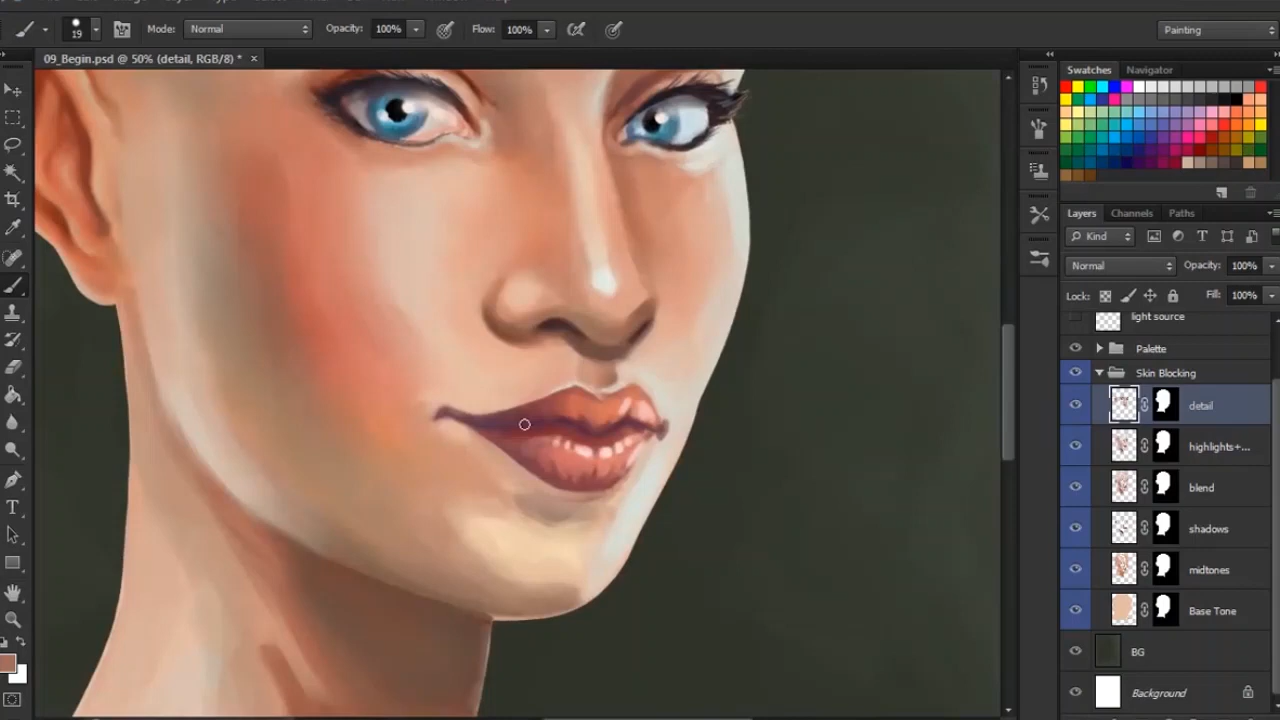 19 Mode: Normal Opacity: 100% Flow: 100% Painting
09_Begin.psd @ 50% (detail, RGB/8) * ×
Swatches Navigator
Layers Channels Paths
Kind
Normal Opacity: 100%
Lock: Fill: 100%
light source
Palette
Skin Blocking
detail
highlights+...
blend
shadows
midtones
Base Tone
BG
Background